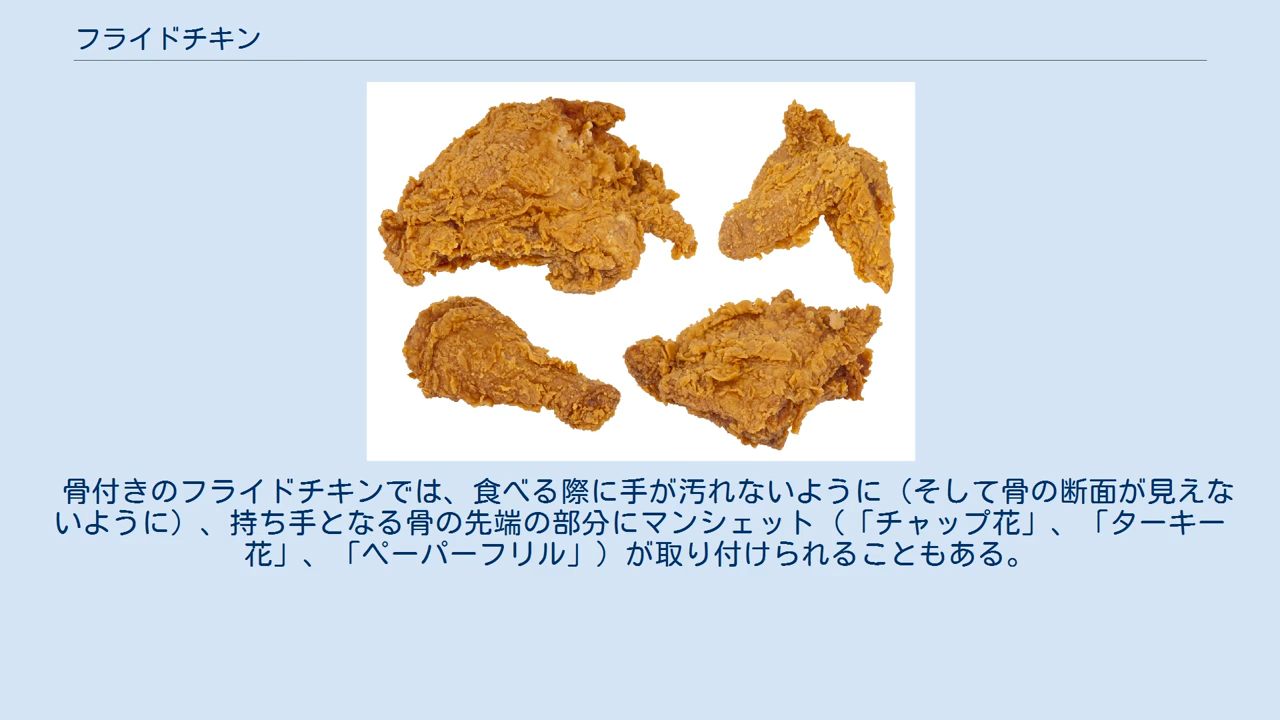 フライドチキン
骨付きのフライドチキンでは、食べる際に手が汚れないように（そして骨の断面が見えな
いように）、持ち手となる骨の先端の部分にマンシェット（「チャップ花」、「ターキー
花」、「ペーパーフリル」）が取り付けられることもある。